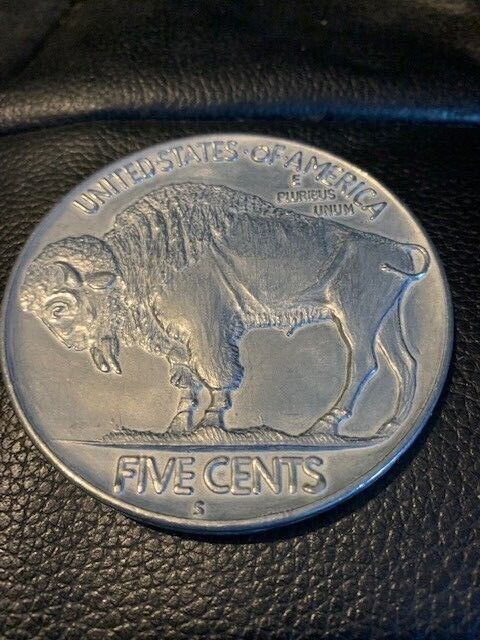 UNITED·STATES·OF·AMERICA
E
PLURIBUS
UNUM
FIVE CENTS
S